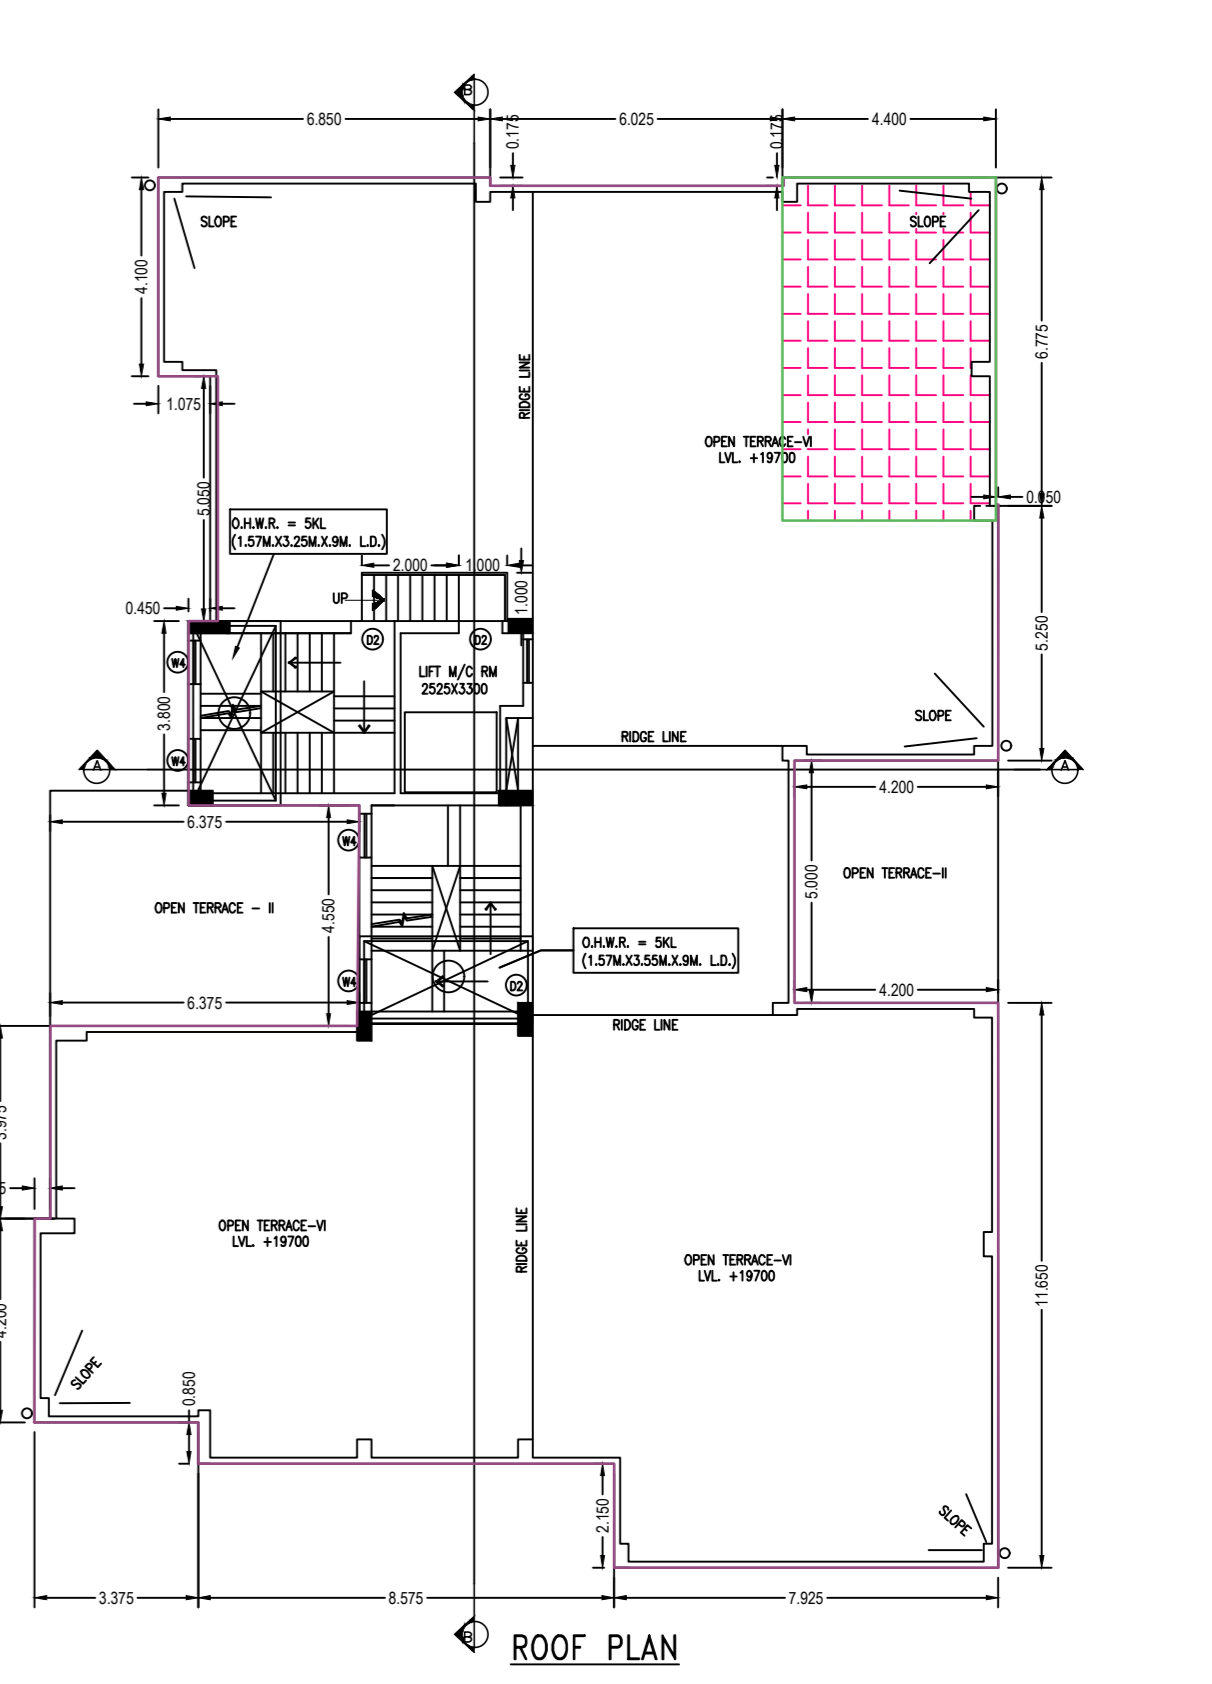 B
6.850
6.025
4.400
0.175
0.175
SLOPE
SLOPE
4.100
6.775
RIDGE LINE
1.075
OPEN TERRACE-VI
LVL. +19700
5.050
0.050
O.H.W.R. = 5KL
(1.57M.X3.25M.X.9M. L.D.)
2.000
1.000
UP
1.000
0.450
5.250
D2
D2
W4
LIFT M/C RM
2525X3300
3.800
SLOPE
RIDGE LINE
W4
A
A
4.200
6.375
W4
OPEN TERRACE-II
5.000
OPEN TERRACE - II
4.550
O.H.W.R. = 5KL
(1.57M.X3.55M.X.9M. L.D.)
W4
D2
4.200
6.375
RIDGE LINE
3.975
OPEN TERRACE-VI
LVL. +19700
RIDGE LINE
OPEN TERRACE-VI
LVL. +19700
11.650
4.200
SLOPE
0.850
2.150
SLOPE
3.375
8.575
7.925
B
ROOF PLAN